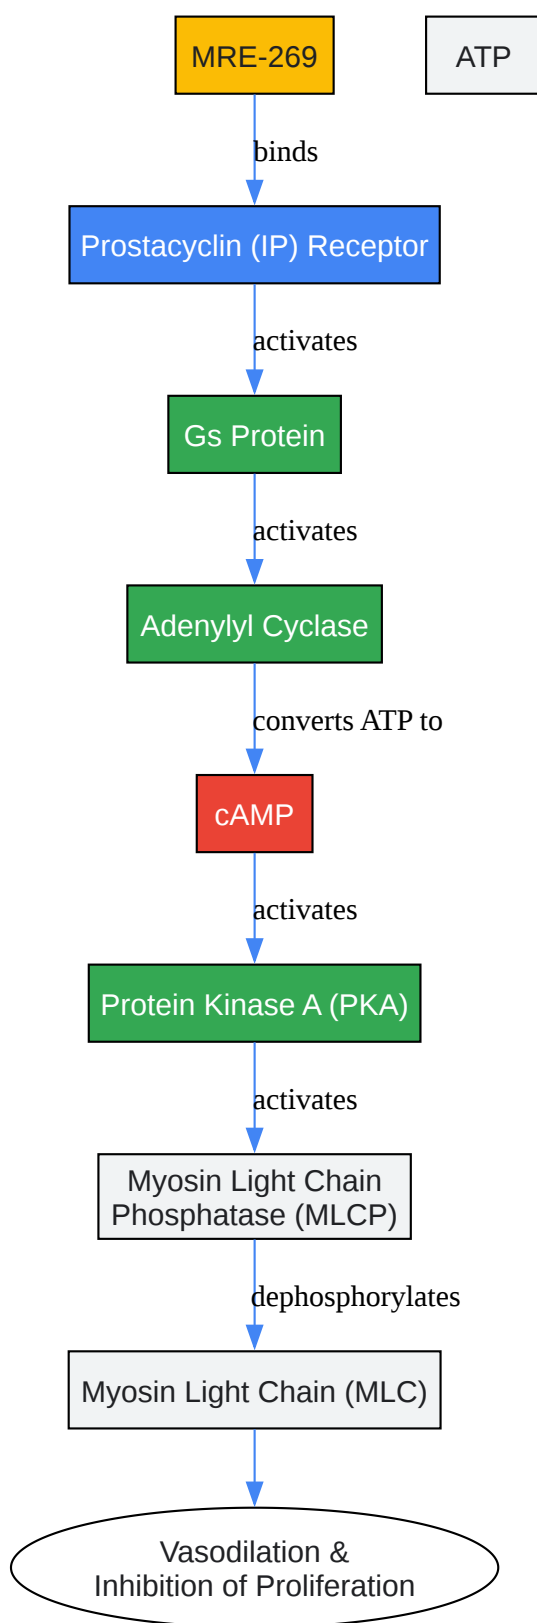 MRE-269
ATP
binds
Prostacyclin (IP) Receptor
activates
Gs Protein
activates
Adenylyl Cyclase
converts ATP to
cAMP
activates
Protein Kinase A (PKA)
activates
Myosin Light Chain
Phosphatase (MLCP)
dephosphorylates
Myosin Light Chain (MLC)
Vasodilation &
Inhibition of Proliferation